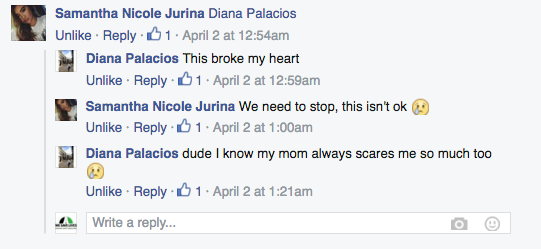 Samantha Nicole Jurina Diana Palacios
Unlike · Reply · 1 · April 2 at 12:54am
Diana Palacios This broke my heart
Unlike · Reply · 1 · April 2 at 12:59am
Samantha Nicole Jurina We need to stop, this isn't ok 😢
Unlike · Reply · 1 · April 2 at 1:00am
Diana Palacios dude I know my mom always scares me so much too
😢
Unlike · Reply · 1 · April 2 at 1:21am
Write a reply...